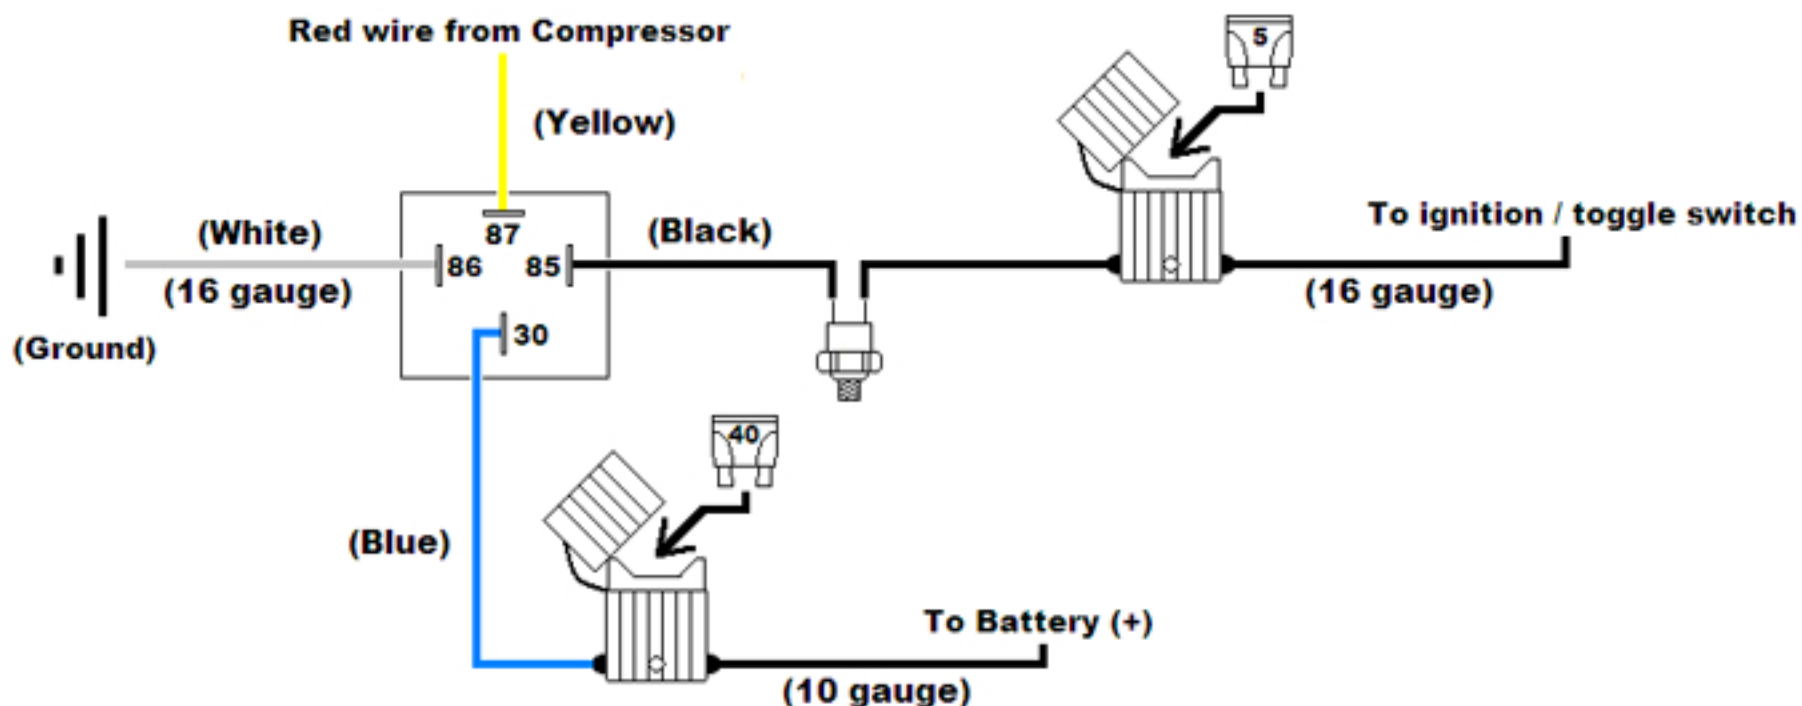 Red wire from Compressor
5
(Yellow)
To ignition / toggle switch
(White)
(Black)
87
86
85
(16 gauge)
(16 gauge)
30
(Ground)
40
(Blue)
To Battery (+)
(10 gauge)